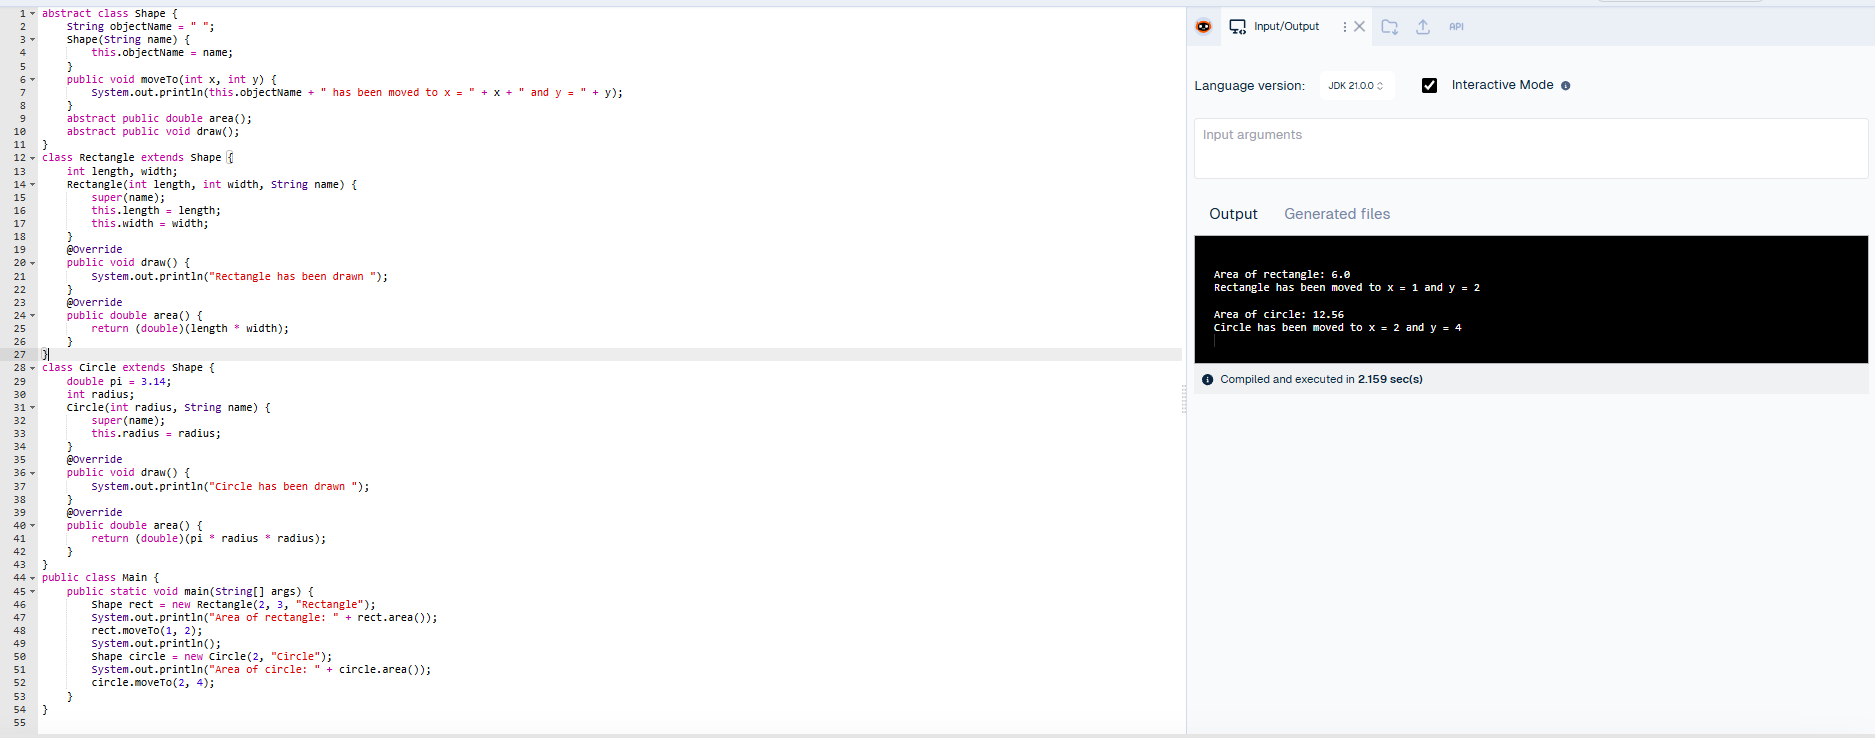 1 abstract class Shape {
2     String objectName = " ";
3     Shape(String name) {
4         this.objectName = name;
5     }
6     public void moveTo(int x, int y) {
7         System.out.println(this.objectName + " has been moved to x = " + x + " and y = " + y);
8     }
9     abstract public double area();
10     abstract public void draw();
11 }
12 class Rectangle extends Shape {
13     int length, width;
14     Rectangle(int length, int width, String name) {
15         super(name);
16         this.length = length;
17         this.width = width;
18     }
19     @Override
20     public void draw() {
21         System.out.println("Rectangle has been drawn ");
22     }
23     @Override
24     public double area() {
25         return (double)(length * width);
26     }
27 }
28 class Circle extends Shape {
29     double pi = 3.14;
30     int radius;
31     Circle(int radius, String name) {
32         super(name);
33         this.radius = radius;
34     }
35     @Override
36     public void draw() {
37         System.out.println("Circle has been drawn ");
38     }
39     @Override
40     public double area() {
41         return (double)(pi * radius * radius);
42     }
43 }
44 public class Main {
45     public static void main(String[] args) {
46         Shape rect = new Rectangle(2, 3, "Rectangle");
47         System.out.println("Area of rectangle: " + rect.area());
48         rect.moveTo(1, 2);
49         System.out.println();
50         Shape circle = new Circle(2, "Circle");
51         System.out.println("Area of circle: " + circle.area());
52         circle.moveTo(2, 4);
53     }
54 }
55
Input/Output API
Language version: JDK 21.0.0 Interactive Mode
Input arguments
Output Generated files
Area of rectangle: 6.0
Rectangle has been moved to x = 1 and y = 2
Area of circle: 12.56
Circle has been moved to x = 2 and y = 4
Compiled and executed in 2.159 sec(s)